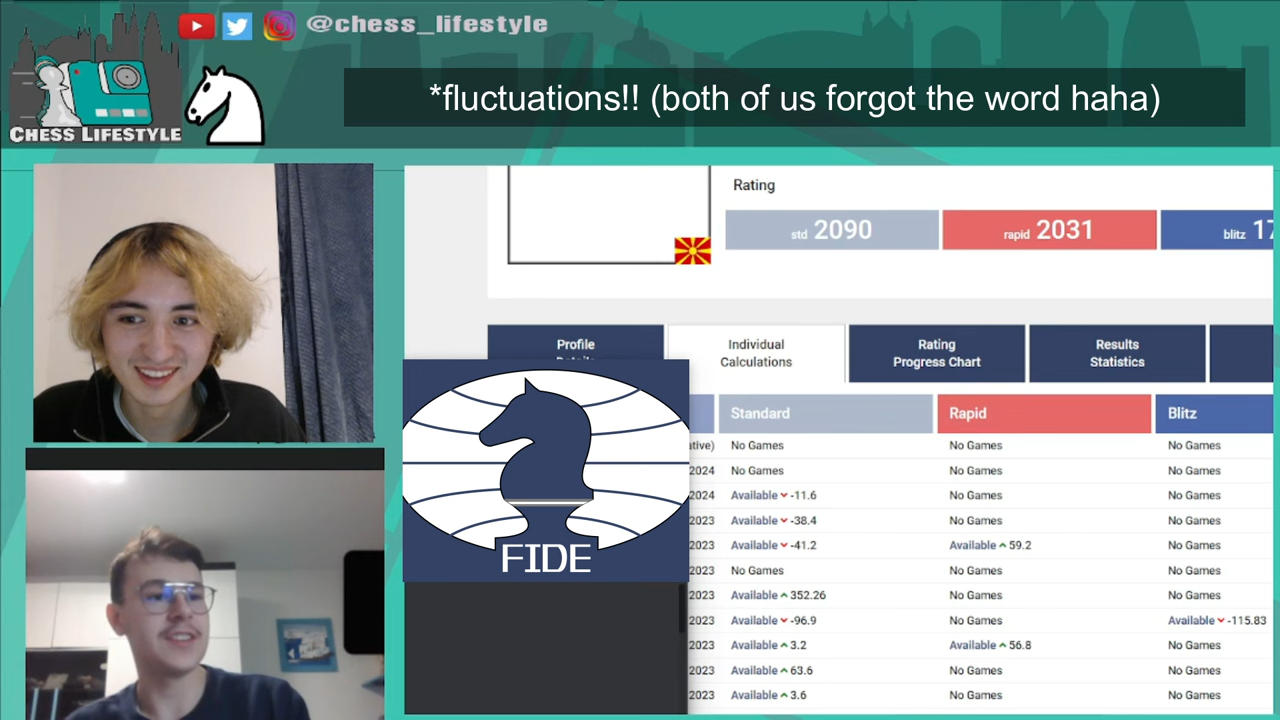 @chess_lifestyle
CHESS LIFESTYLE
*fluctuations!! (both of us forgot the word haha)
Rating
std 2090 rapid 2031 blitz 17
Profile Individual Calculations Rating Progress Chart Results Statistics
Standard Rapid Blitz
No Games No Games No Games
2024 No Games No Games No Games
2024 Available -11.6 No Games No Games
2023 Available -38.4 No Games No Games
2023 Available -41.2 Available 59.2 No Games
2023 No Games No Games No Games
2023 Available 352.26 No Games No Games
2023 Available -96.9 No Games Available -115.83
2023 Available 3.2 Available 56.8 No Games
2023 Available 63.6 No Games No Games
2023 Available 3.6 No Games No Games
FIDE